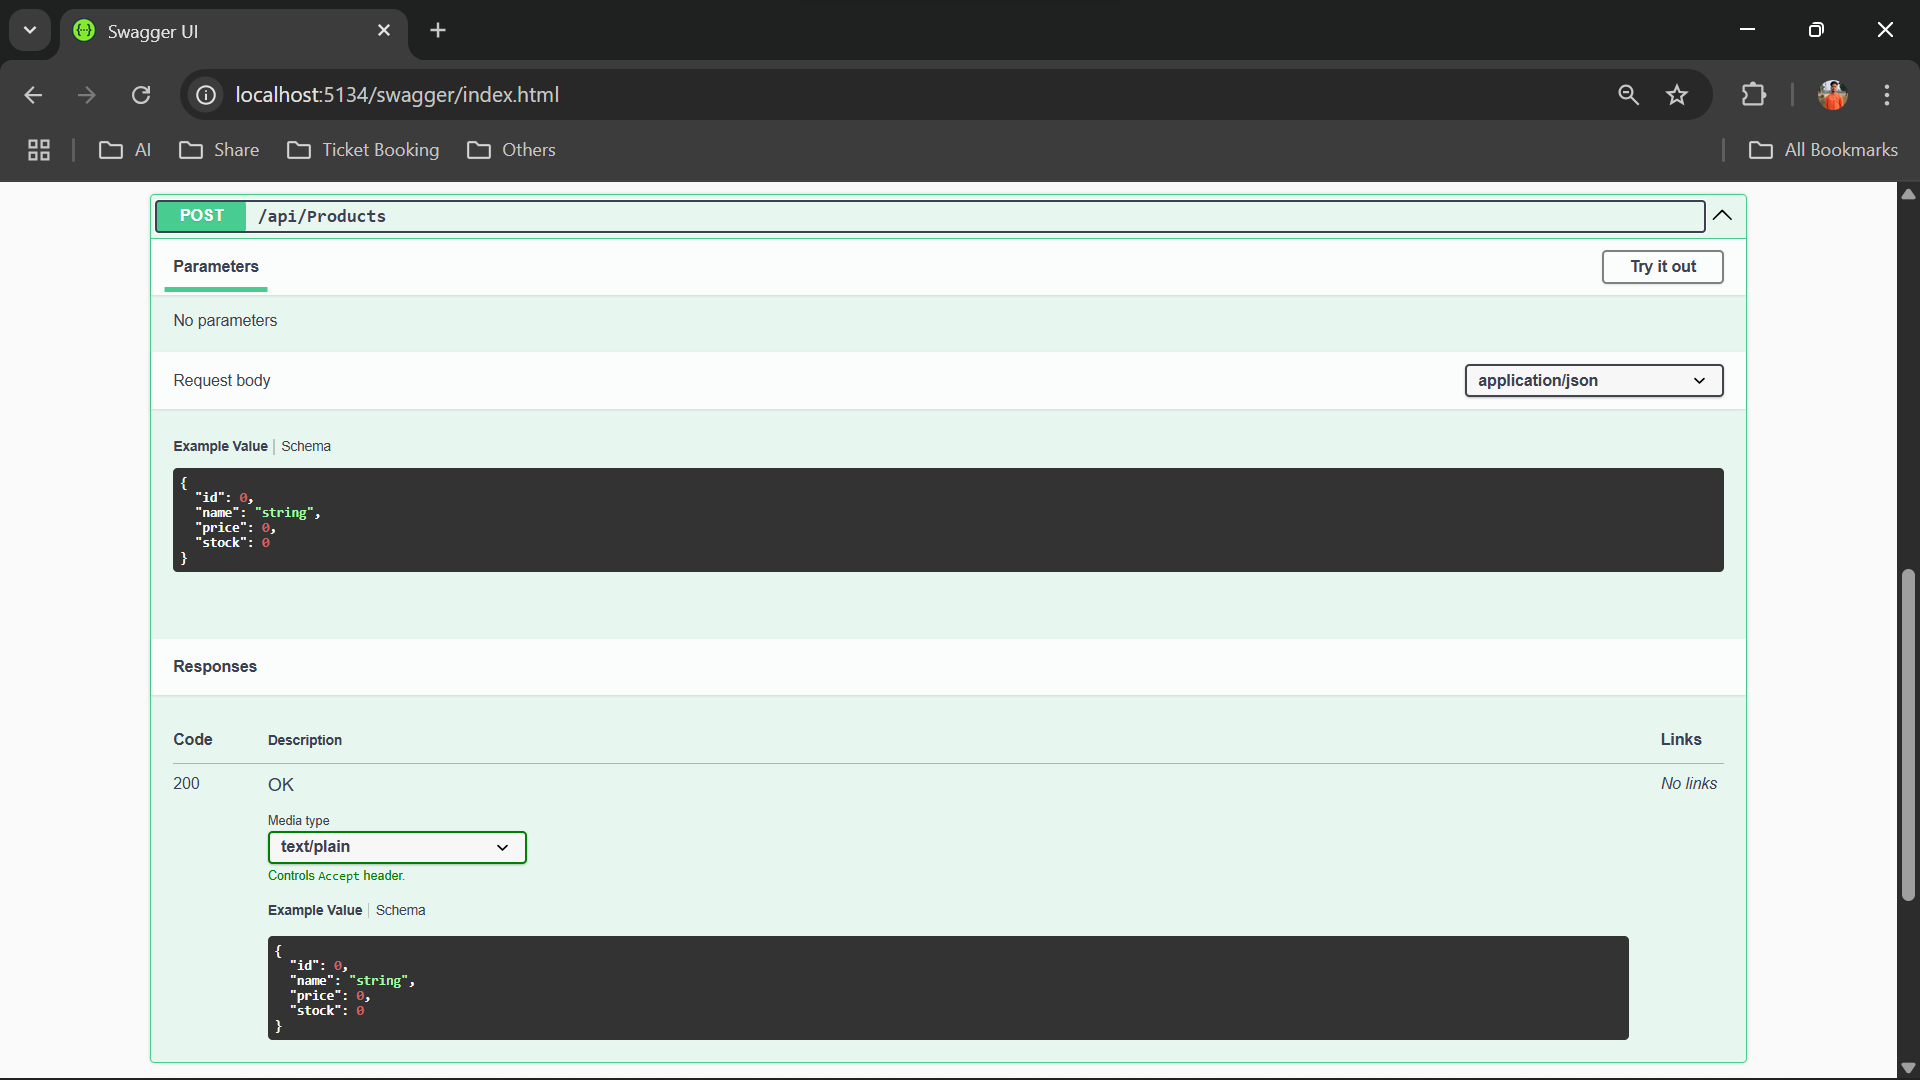 Swagger UI
localhost:5134/swagger/index.html
AI
Share
Ticket Booking
Others
All Bookmarks
POST /api/Products
Parameters
Try it out
No parameters
Request body
application/json
Example Value | Schema
{
  "id": 0,
  "name": "string",
  "price": 0,
  "stock": 0
}
Responses
Code Description Links
200 OK No links
Media type
text/plain
Controls Accept header.
Example Value | Schema
{
  "id": 0,
  "name": "string",
  "price": 0,
  "stock": 0
}